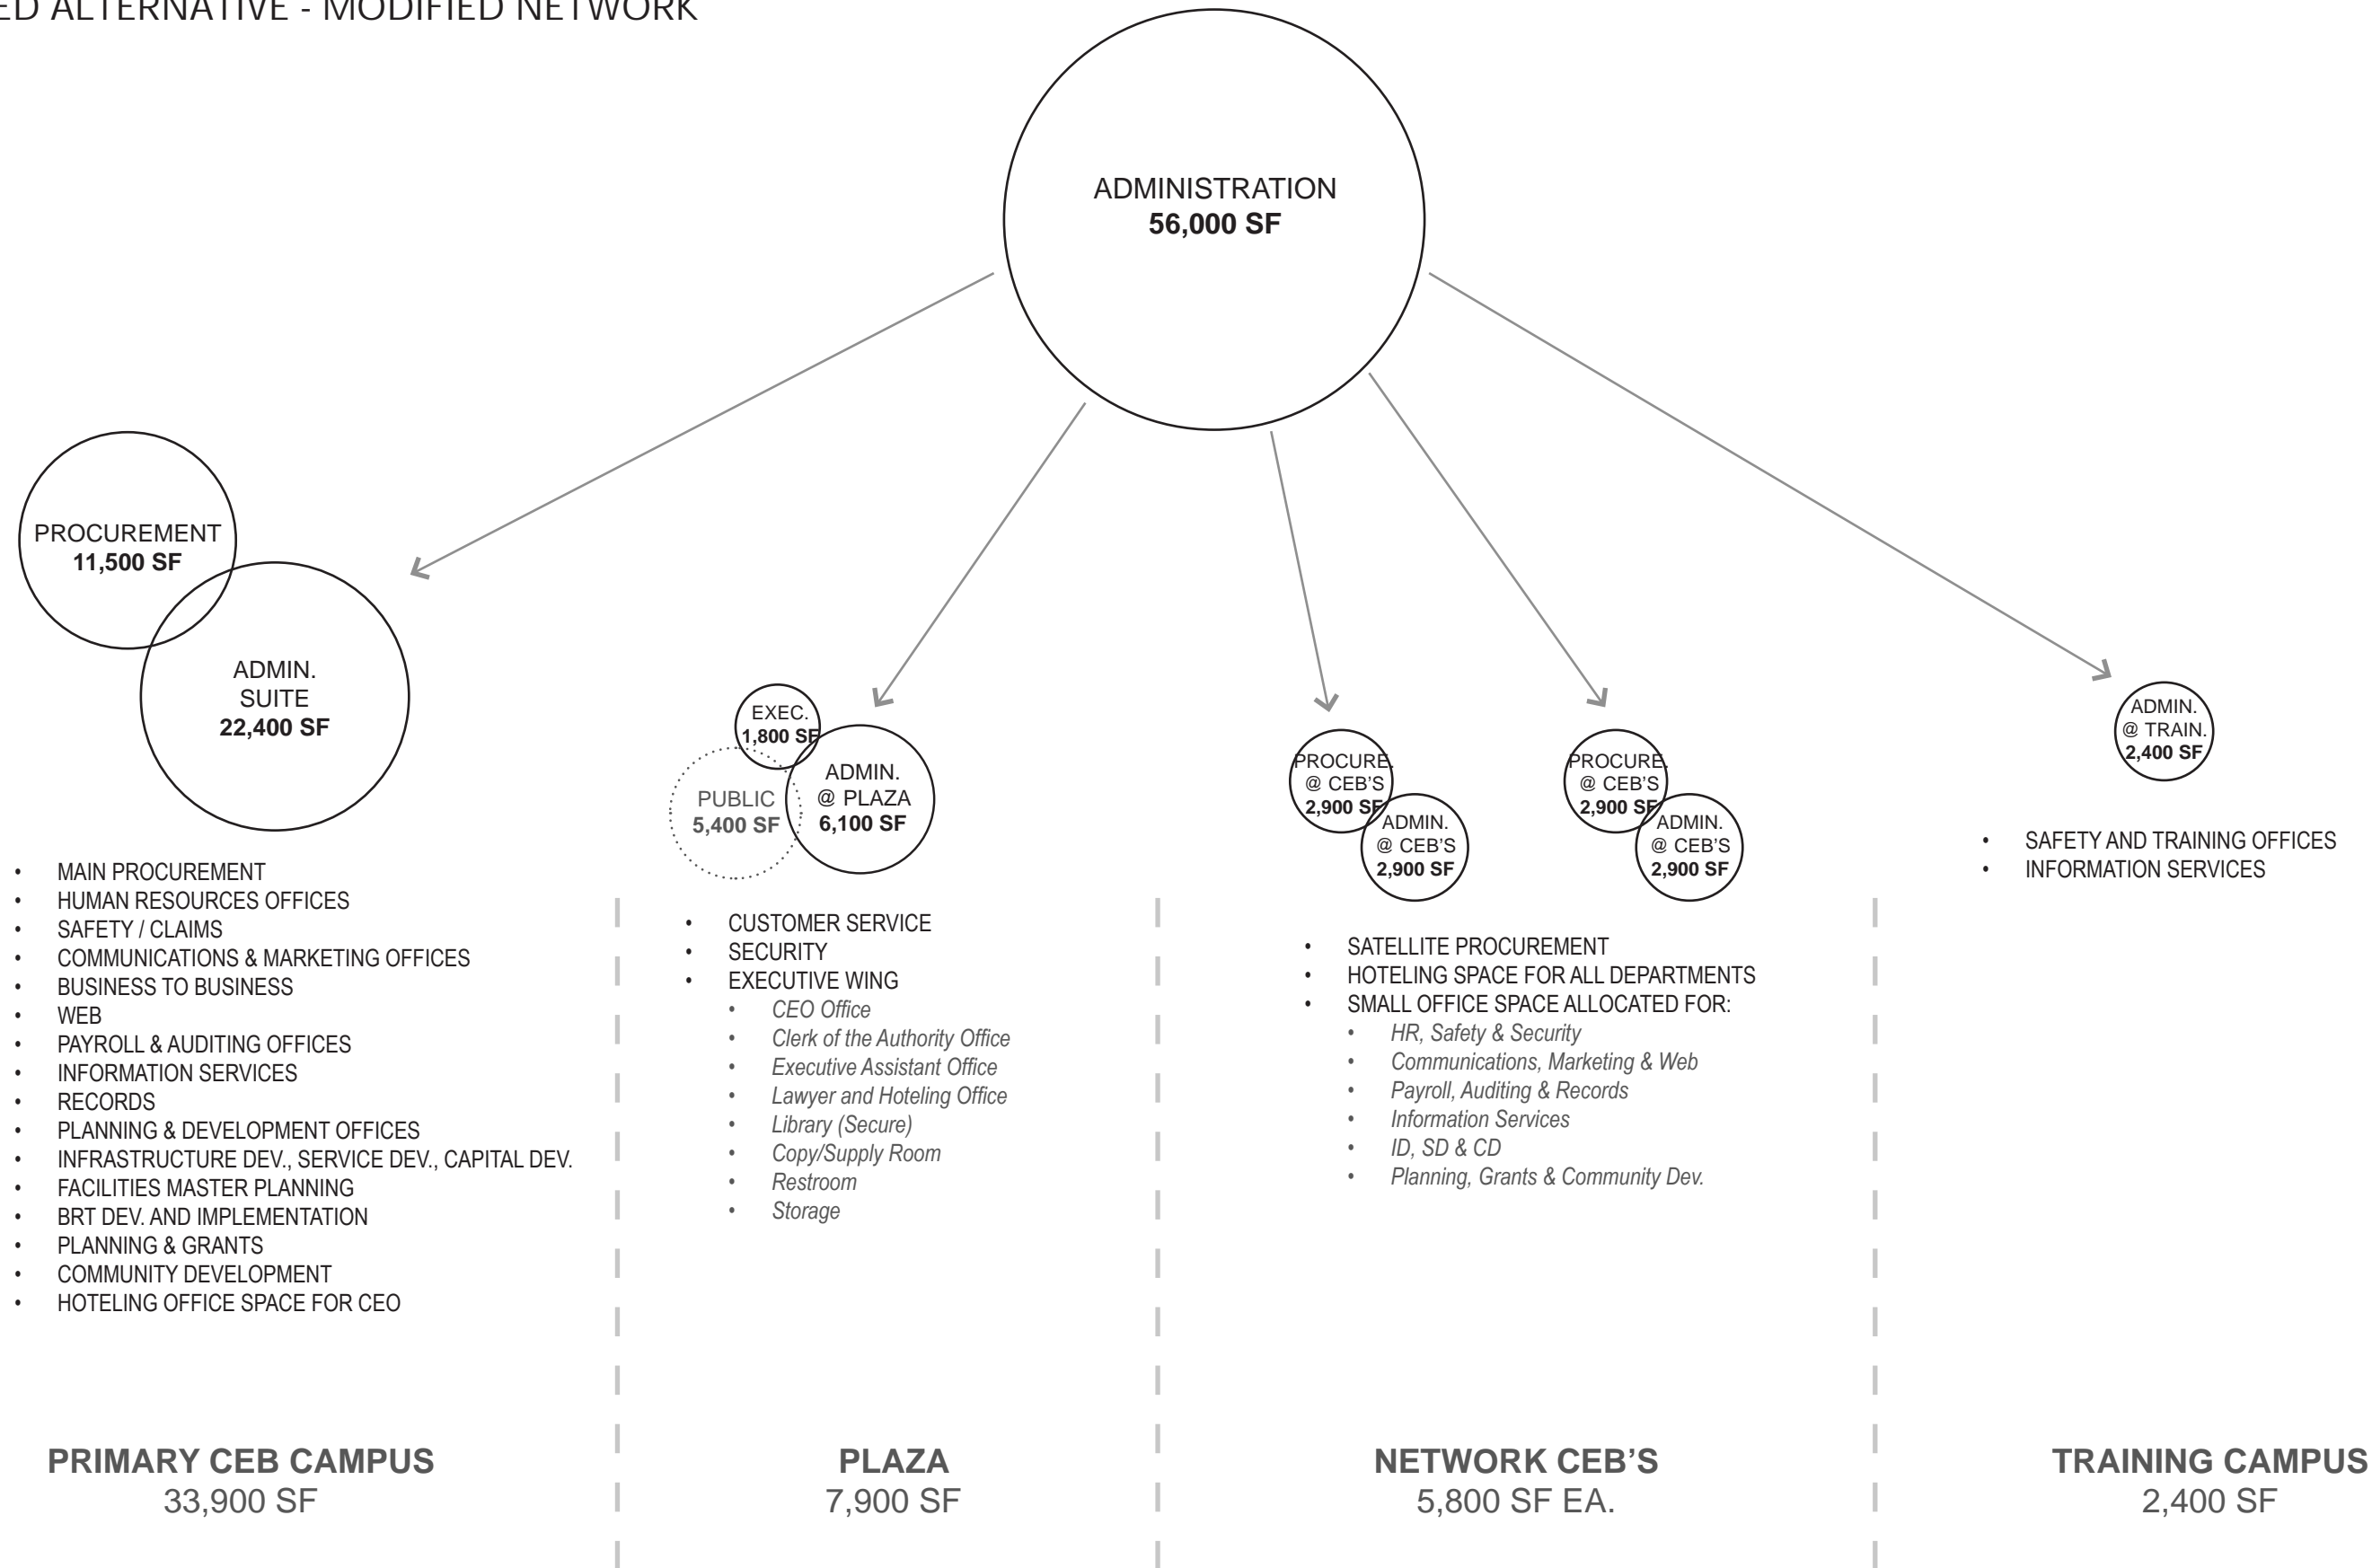 ALTERNATIVE - MODIFIED NETWORK
ADMINISTRATION
56,000 SF
PROCUREMENT
11,500 SF
ADMIN.
SUITE
22,400 SF
EXEC.
1,800 SF
PUBLIC
5,400 SF
ADMIN.
@ PLAZA
6,100 SF
PROCURE.
@ CEB'S
2,900 SF
ADMIN.
@ CEB'S
2,900 SF
PROCURE.
@ CEB'S
2,900 SF
ADMIN.
@ CEB'S
2,900 SF
ADMIN.
@ TRAIN.
2,400 SF
• MAIN PROCUREMENT
• HUMAN RESOURCES OFFICES
• SAFETY / CLAIMS
• COMMUNICATIONS & MARKETING OFFICES
• BUSINESS TO BUSINESS
• WEB
• PAYROLL & AUDITING OFFICES
• INFORMATION SERVICES
• RECORDS
• PLANNING & DEVELOPMENT OFFICES
• INFRASTRUCTURE DEV., SERVICE DEV., CAPITAL DEV.
• FACILITIES MASTER PLANNING
• BRT DEV. AND IMPLEMENTATION
• PLANNING & GRANTS
• COMMUNITY DEVELOPMENT
• HOTELING OFFICE SPACE FOR CEO
• CUSTOMER SERVICE
• SECURITY
• EXECUTIVE WING
• CEO Office
• Clerk of the Authority Office
• Executive Assistant Office
• Lawyer and Hoteling Office
• Library (Secure)
• Copy/Supply Room
• Restroom
• Storage
• SATELLITE PROCUREMENT
• HOTELING SPACE FOR ALL DEPARTMENTS
• SMALL OFFICE SPACE ALLOCATED FOR:
• HR, Safety & Security
• Communications, Marketing & Web
• Payroll, Auditing & Records
• Information Services
• ID, SD & CD
• Planning, Grants & Community Dev.
• SAFETY AND TRAINING OFFICES
• INFORMATION SERVICES
PRIMARY CEB CAMPUS
33,900 SF
PLAZA
7,900 SF
NETWORK CEB'S
5,800 SF EA.
TRAINING CAMPUS
2,400 SF